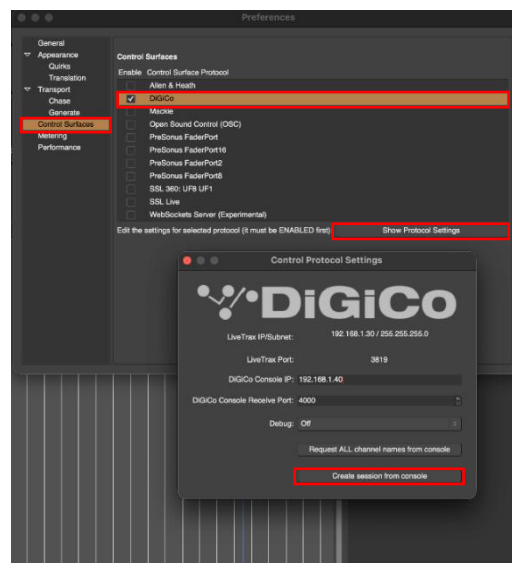 Preferences
General
Appearance
Quirks
Translation
Transport
Chase
Generate
Control Surfaces
Metering
Performance
Control Surfaces
Enable Control Surface Protocol
Allen & Heath
DiGiCo
Mackie
Open Sound Control (OSC)
PreSonus FaderPort
PreSonus FaderPort16
PreSonus FaderPort2
PreSonus FaderPort8
SSL 360: UF8 UF1
SSL Live
WebSockets Server (Experimental)
Edit the settings for selected protocol (it must be ENABLED first): Show Protocol Settings
Control Protocol Settings
DiGiCo
LiveTrax IP/Subnet: 192.168.1.30 / 255.255.255.0
LiveTrax Port: 3819
DiGiCo Console IP: 192.168.1.40
DiGiCo Console Receive Port: 4000
Debug: Off
Request ALL channel names from console
Create session from console